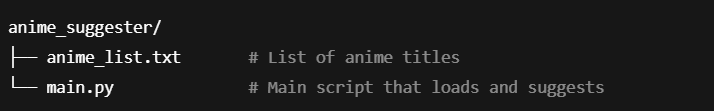 anime_suggester/
├── anime_list.txt       # List of anime titles
└── main.py              # Main script that loads and suggests